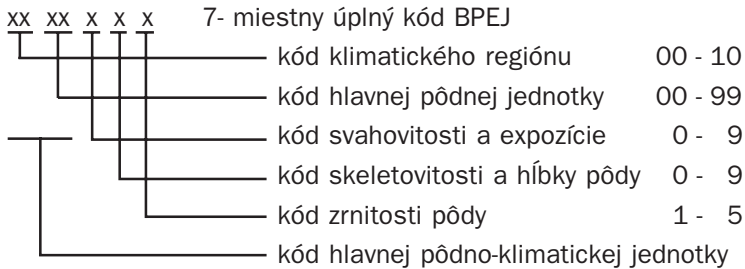 xx xx x x x 7- miestny úplný kód BPEJ
kód klimatického regiónu 00 - 10
kód hlavnej pôdnej jednotky 00 - 99
kód svahovitosti a expozície 0 - 9
kód skeletovitosti a hĺbky pôdy 0 - 9
kód zrnitosti pôdy 1 - 5
kód hlavnej pôdno-klimatickej jednotky